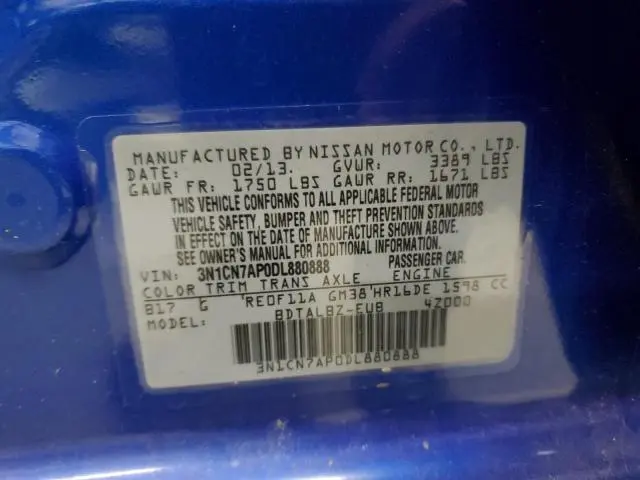 MANUFACTURED BY NISSAN MOTOR CO., LTD.
DATE: 02/13. GVWR: 3389 LBS
GAWR FR: 1750 LBS GAWR RR: 1671 LBS
THIS VEHICLE CONFORMS TO ALL APPLICABLE FEDERAL MOTOR
VEHICLE SAFETY, BUMPER AND THEFT PREVENTION STANDARDS
IN EFFECT ON THE DATE OF MANUFACTURE SHOWN ABOVE.
SEE OWNER'S MANUAL FOR ADDITIONAL INFORMATION.
VIN: 3N1CN7AP0DL880888 PASSENGER CAR.
COLOR TRIM TRANS AXLE ENGINE
B17 G RE0F11A GM38 HR16DE 1598 CC
MODEL: BDTALBZ-EUB 4Z000
3N1CN7AP0DL880888